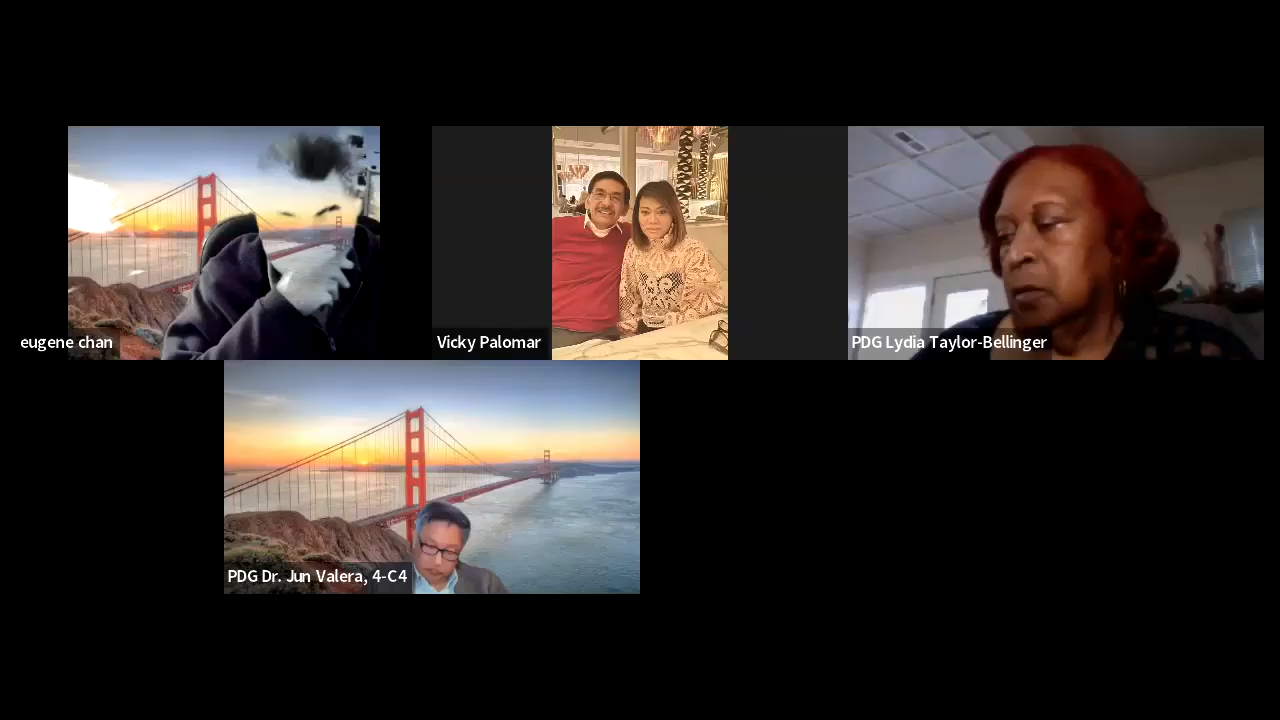 eugene chan
Vicky Palomar
PDG Lydia Taylor-Bellinger
PDG Dr. Jun Valera, 4-C4